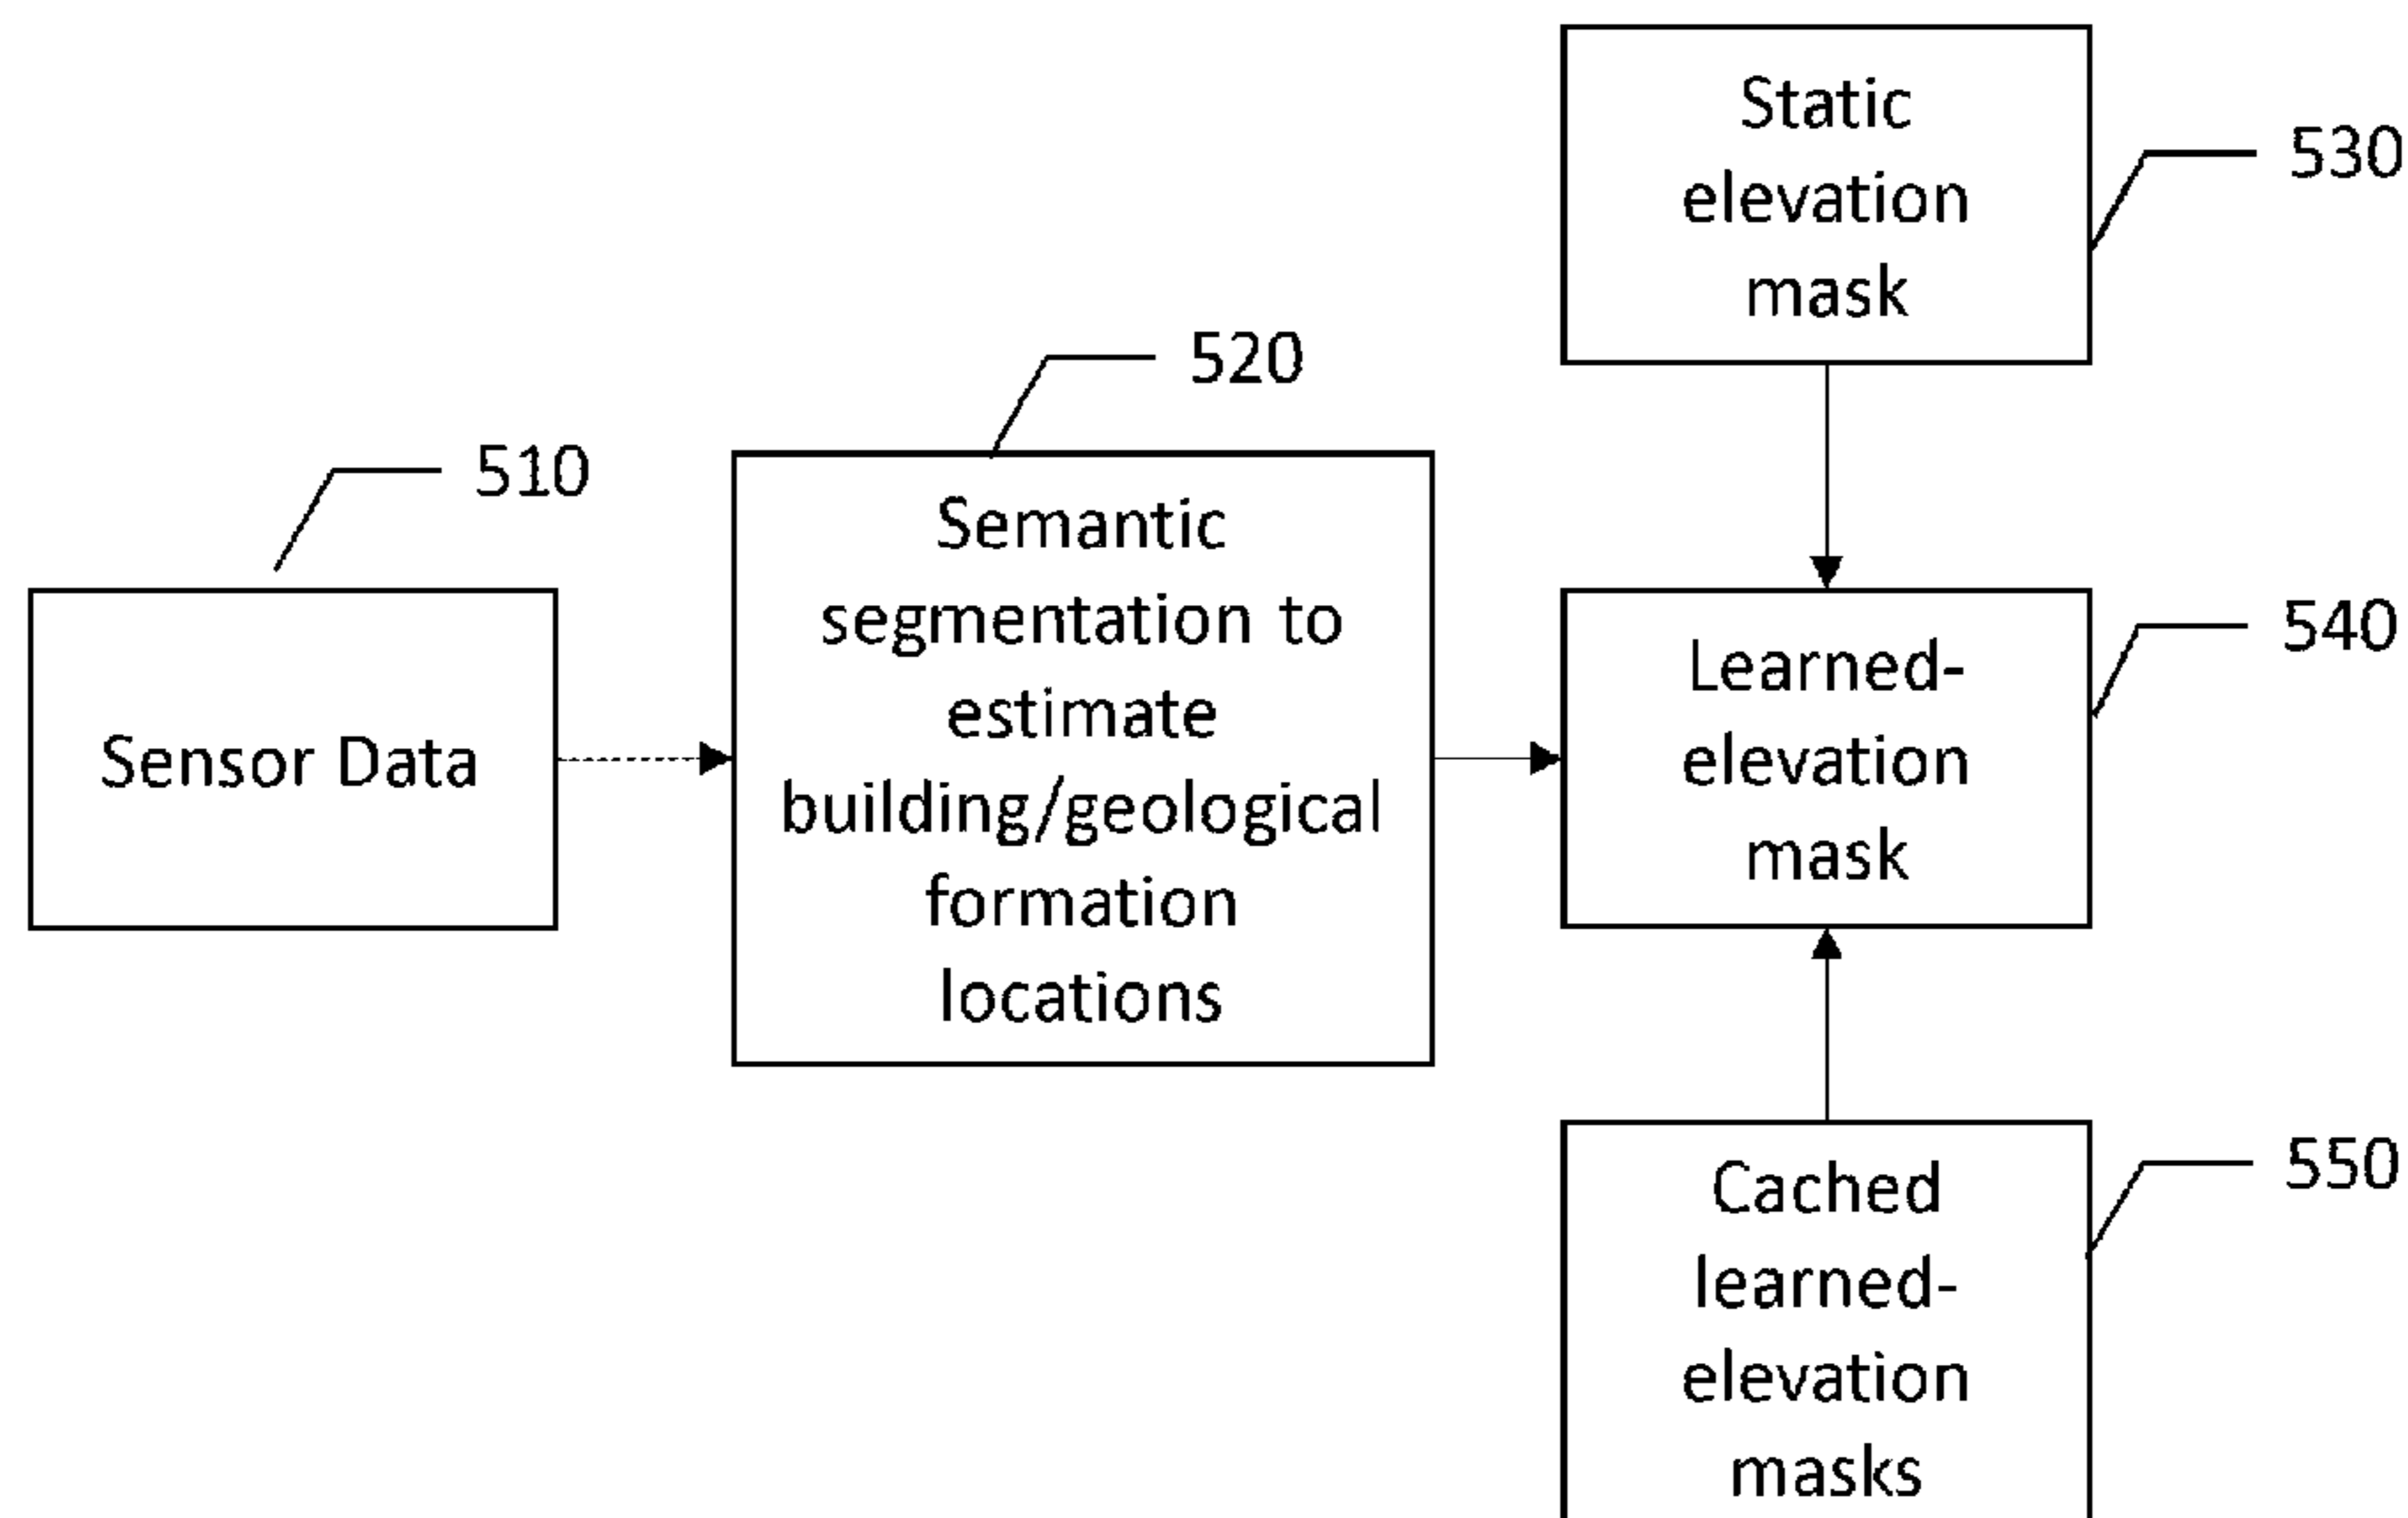 510
Sensor Data
520
Semantic
segmentation to
estimate
building/geological
formation
locations
530
Static
elevation
mask
540
Learned-
elevation
mask
550
Cached
learned-
elevation
masks